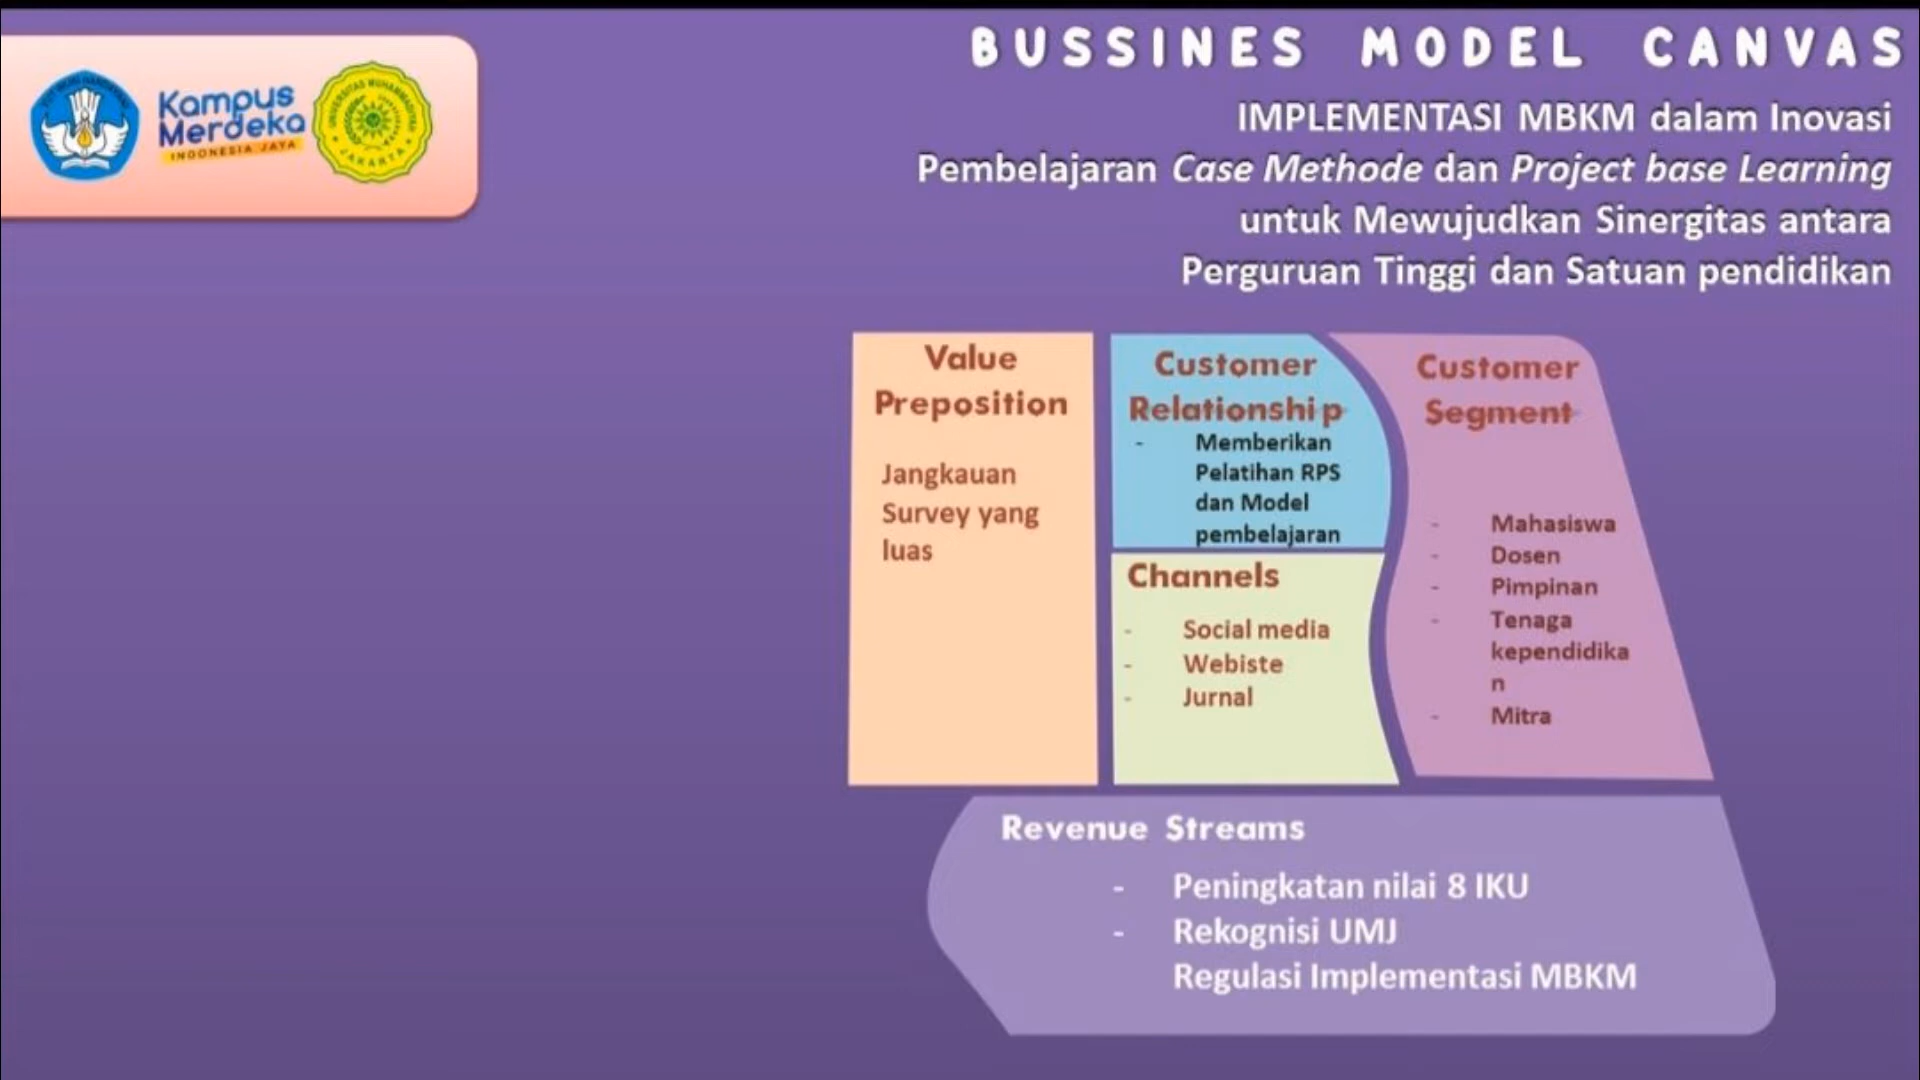 BUSSINES MODEL CANVAS
IMPLEMENTASI MBKM dalam Inovasi
Pembelajaran Case Methode dan Project base Learning
untuk Mewujudkan Sinergitas antara
Perguruan Tinggi dan Satuan pendidikan
Kampus
Merdeka
INDONESIA JAYA
UNIVERSITAS MUHAMMADIYAH
JAKARTA
Value
Preposition
Jangkauan
Survey yang
luas
Customer
Relationship
- Memberikan
Pelatihan RPS
dan Model
pembelajaran
Channels
- Social media
- Webiste
- Jurnal
Customer
Segment
- Mahasiswa
- Dosen
- Pimpinan
- Tenaga
kependidika
n
- Mitra
Revenue Streams
- Peningkatan nilai 8 IKU
- Rekognisi UMJ
Regulasi Implementasi MBKM